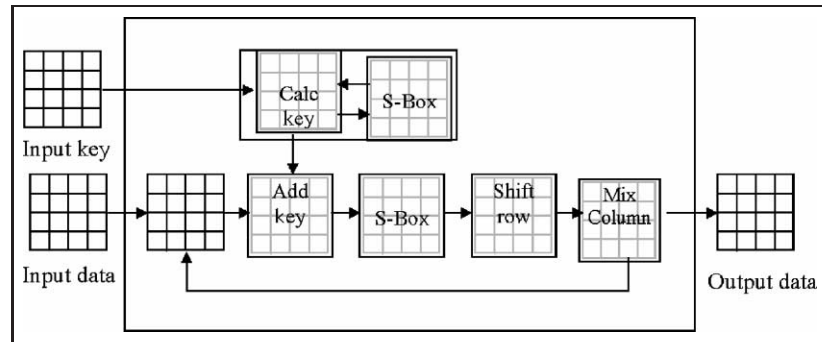 Calc
key
S-Box
Input key
Add
key
S-Box
Shift
row
Mix
Column
Input data
Output data